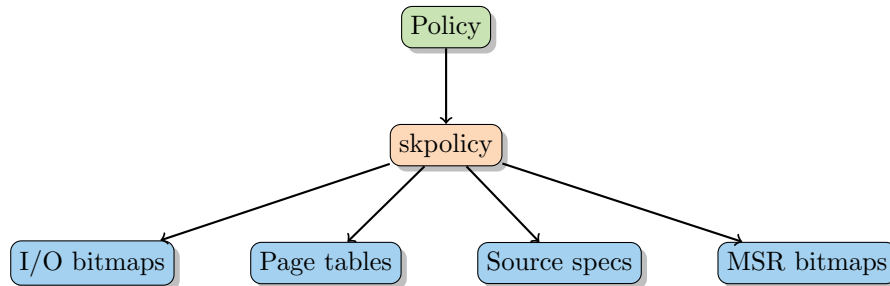 Policy
skpolicy
I/O bitmaps
Page tables
Source specs
MSR bitmaps